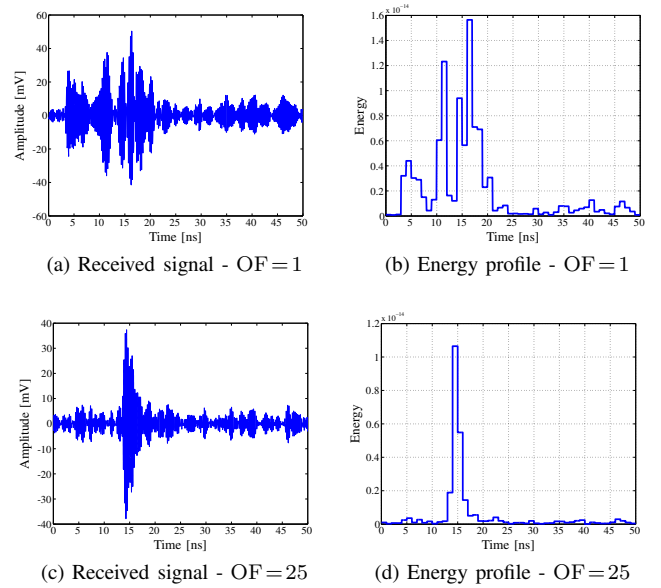 60
40
20
0
-20
-40
-60
0 5 10 15 20 25 30 35 40 45 50
Amplitude [mV]
Time [ns]
(a) Received signal - OF = 1
x 10⁻¹⁴
1.6
1.4
1.2
1
0.8
0.6
0.4
0.2
0
0 5 10 15 20 25 30 35 40 45 50
Energy
Time [ns]
(b) Energy profile - OF = 1
40
30
20
10
0
-10
-20
-30
-40
0 5 10 15 20 25 30 35 40 45 50
Amplitude [mV]
Time [ns]
(c) Received signal - OF = 25
1.2 x 10⁻¹⁴
1
0.8
0.6
0.4
0.2
0
0 5 10 15 20 25 30 35 40 45 50
Energy
Time [ns]
(d) Energy profile - OF = 25